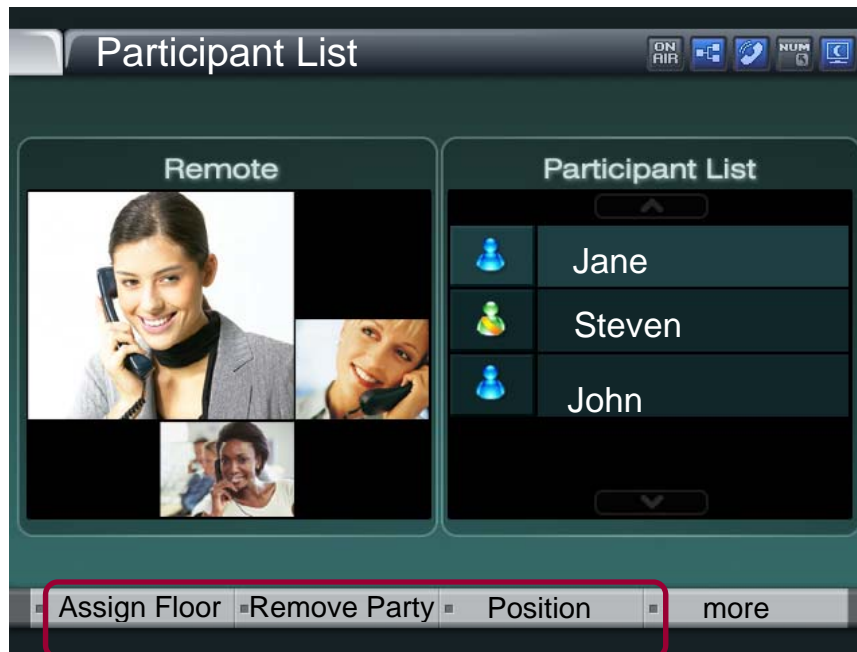 Participant List
ON AIR
NUM
Remote
Participant List
Jane
Steven
John
Assign Floor
Remove Party
Position
more